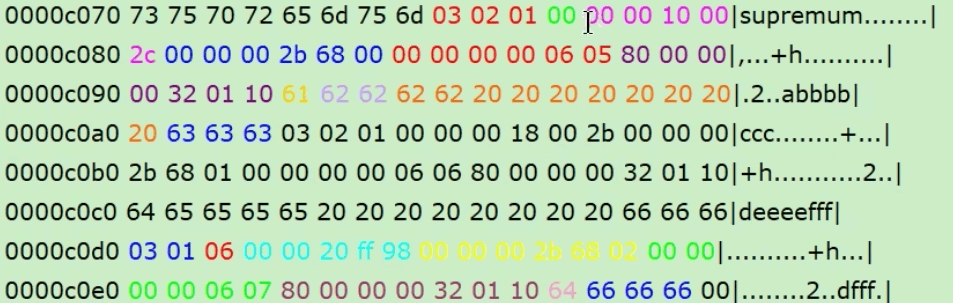 0000c070 73 75 70 72 65 6d 75 6d 03 02 01 00 00 00 10 00|supremum........|
0000c080 2c 00 00 00 2b 68 00 00 00 00 00 06 05 80 00 00|,...+h..........|
0000c090 00 32 01 10 61 62 62 62 62 20 20 20 20 20 20 20|.2..abbbb|
0000c0a0 20 63 63 63 03 02 01 00 00 00 18 00 2b 00 00 00|ccc........+...|
0000c0b0 2b 68 01 00 00 00 00 06 06 80 00 00 00 32 01 10|+h...........2..|
0000c0c0 64 65 65 65 65 20 20 20 20 20 20 20 20 66 66 66|deeeefff|
0000c0d0 03 01 06 00 00 20 ff 98 00 00 00 2b 68 02 00 00|..........+h...|
0000c0e0 00 00 06 07 80 00 00 00 32 01 10 64 66 66 66 00|........2..dfff.|